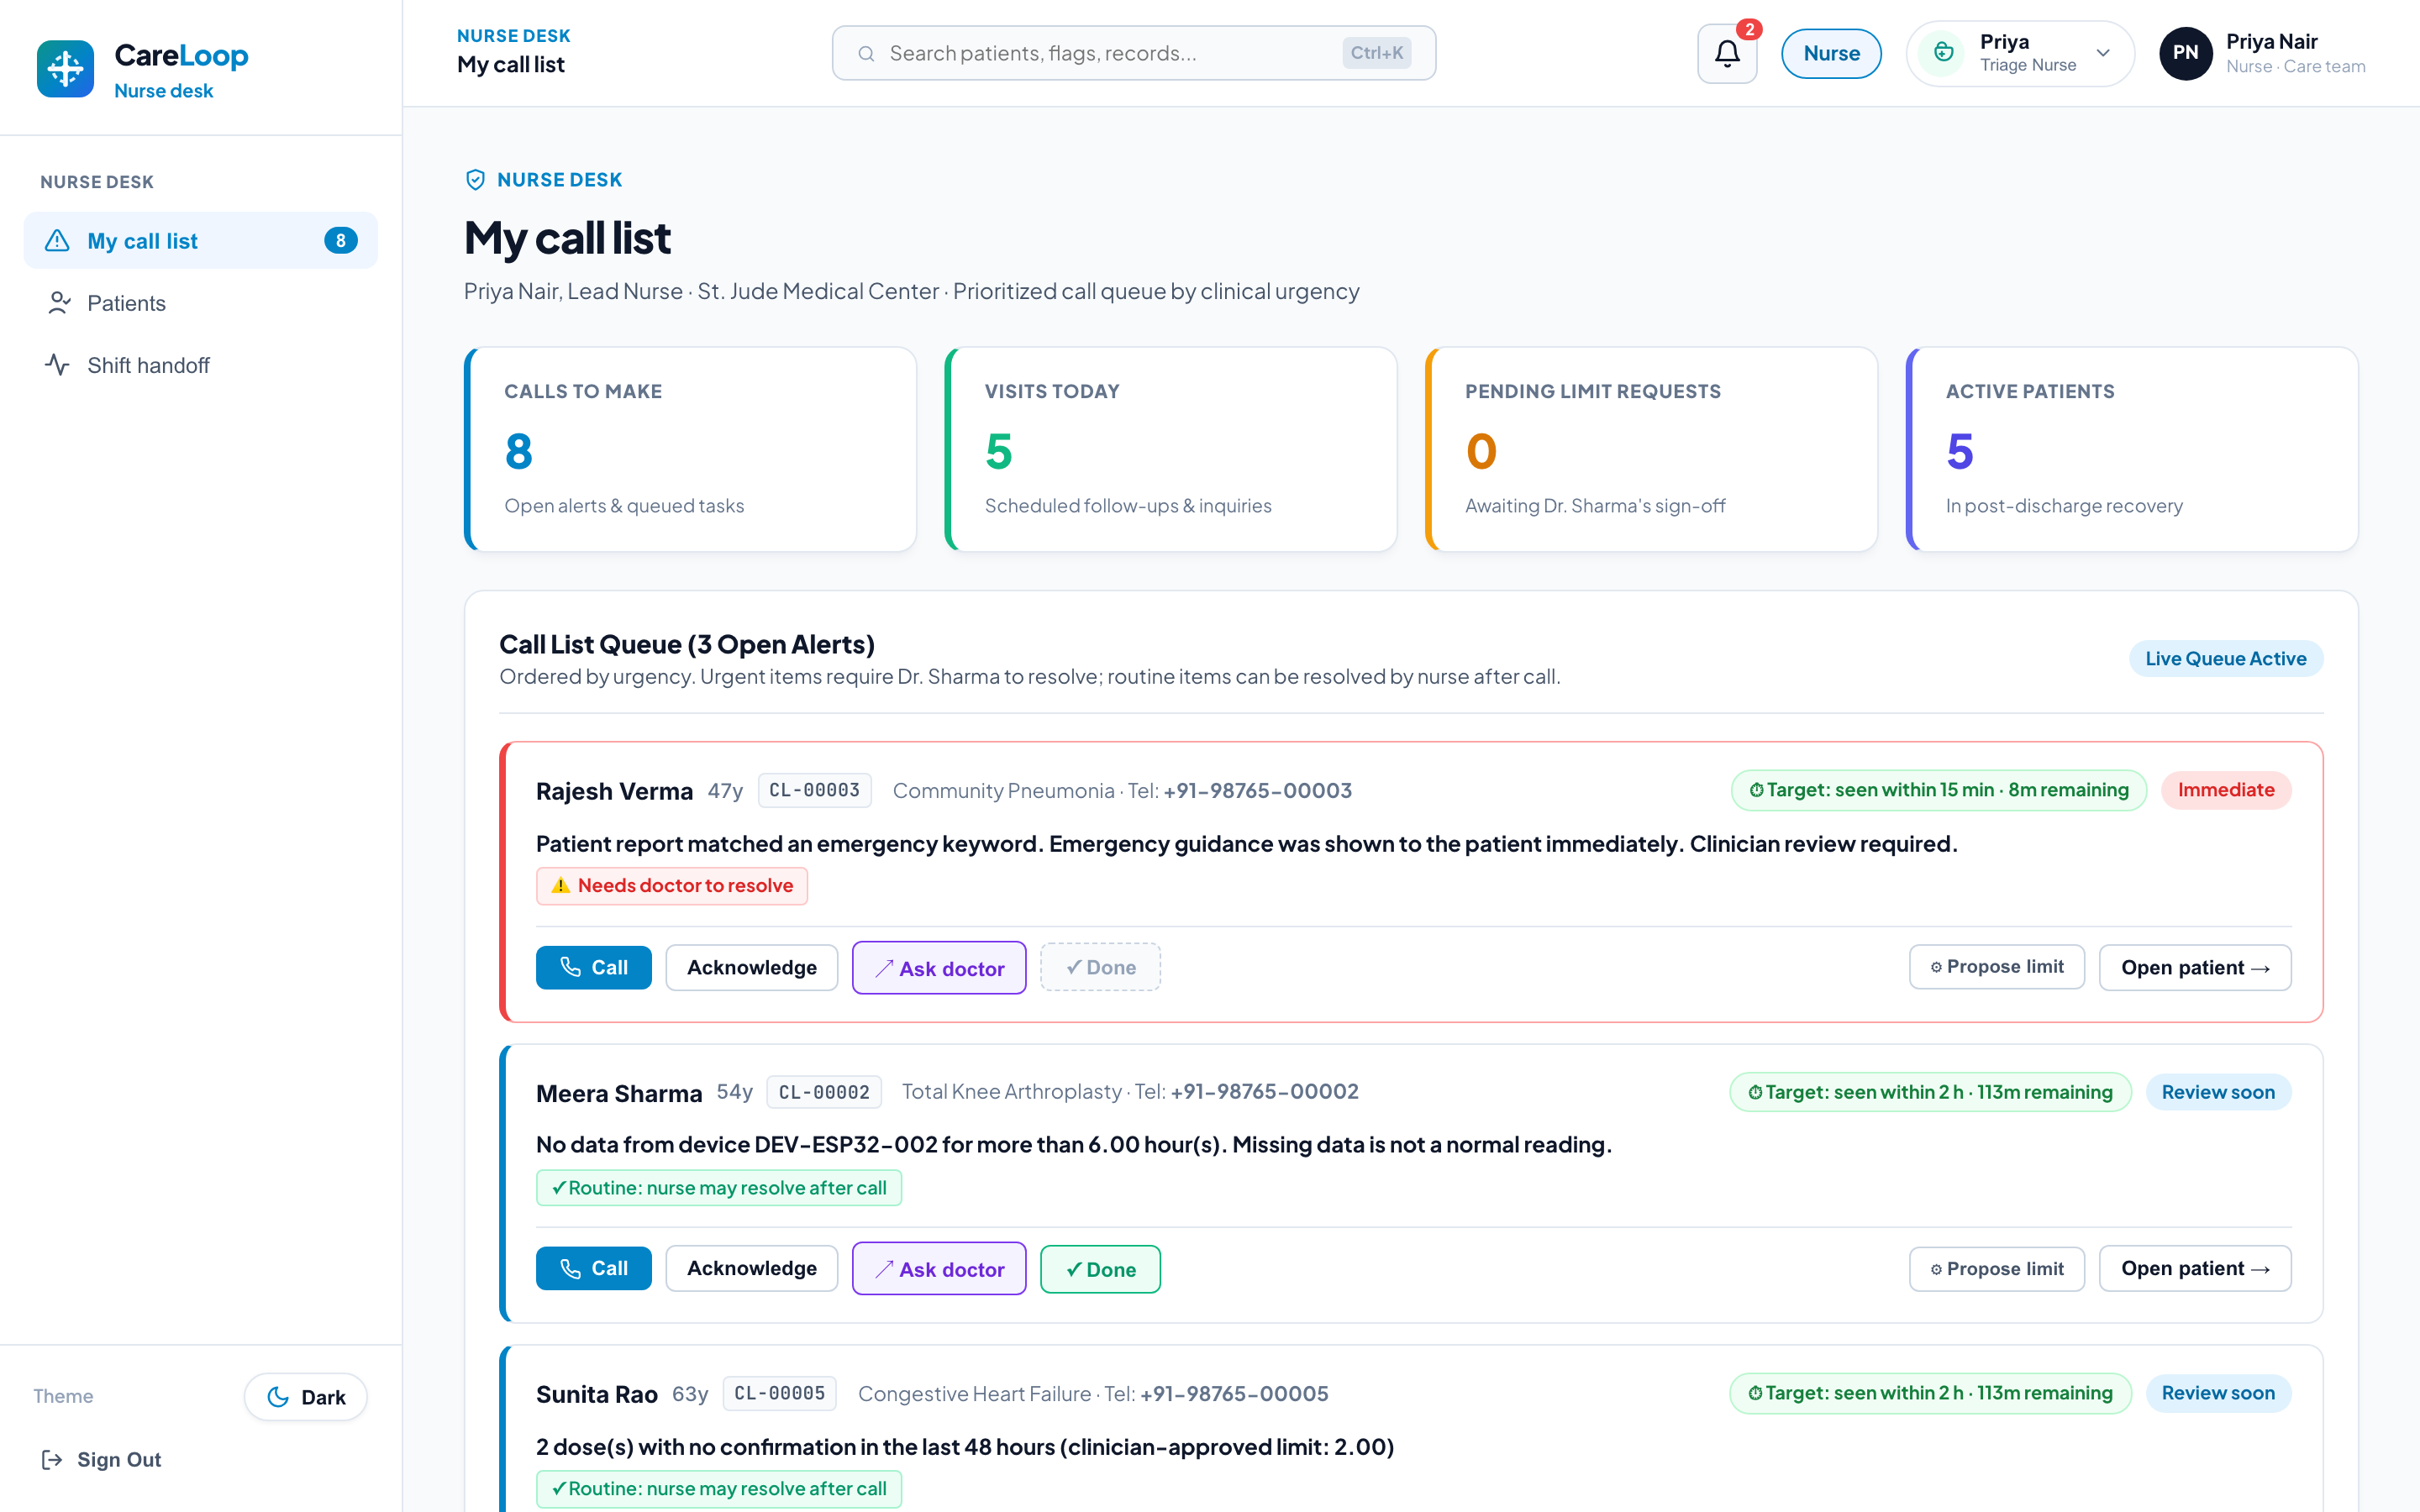 CareLoop
Nurse desk
NURSE DESK
My call list 8
Patients
Shift handoff
Theme Dark
Sign Out
NURSE DESK
My call list
Search patients, flags, records... Ctrl+K
2
Nurse
Priya
Triage Nurse
PN
Priya Nair
Nurse · Care team
NURSE DESK
My call list
Priya Nair, Lead Nurse · St. Jude Medical Center · Prioritized call queue by clinical urgency
CALLS TO MAKE
8
Open alerts & queued tasks
VISITS TODAY
5
Scheduled follow-ups & inquiries
PENDING LIMIT REQUESTS
0
Awaiting Dr. Sharma's sign-off
ACTIVE PATIENTS
5
In post-discharge recovery
Call List Queue (3 Open Alerts)
Ordered by urgency. Urgent items require Dr. Sharma to resolve; routine items can be resolved by nurse after call.
Live Queue Active
Rajesh Verma 47y CL-00003 Community Pneumonia · Tel: +91-98765-00003 ⏱ Target: seen within 15 min · 8m remaining Immediate
Patient report matched an emergency keyword. Emergency guidance was shown to the patient immediately. Clinician review required.
⚠️ Needs doctor to resolve
Call Acknowledge ↗ Ask doctor ✓ Done ⚙ Propose limit Open patient →
Meera Sharma 54y CL-00002 Total Knee Arthroplasty · Tel: +91-98765-00002 ⏱ Target: seen within 2 h · 113m remaining Review soon
No data from device DEV-ESP32-002 for more than 6.00 hour(s). Missing data is not a normal reading.
✓ Routine: nurse may resolve after call
Call Acknowledge ↗ Ask doctor ✓ Done ⚙ Propose limit Open patient →
Sunita Rao 63y CL-00005 Congestive Heart Failure · Tel: +91-98765-00005 ⏱ Target: seen within 2 h · 113m remaining Review soon
2 dose(s) with no confirmation in the last 48 hours (clinician-approved limit: 2.00)
✓ Routine: nurse may resolve after call